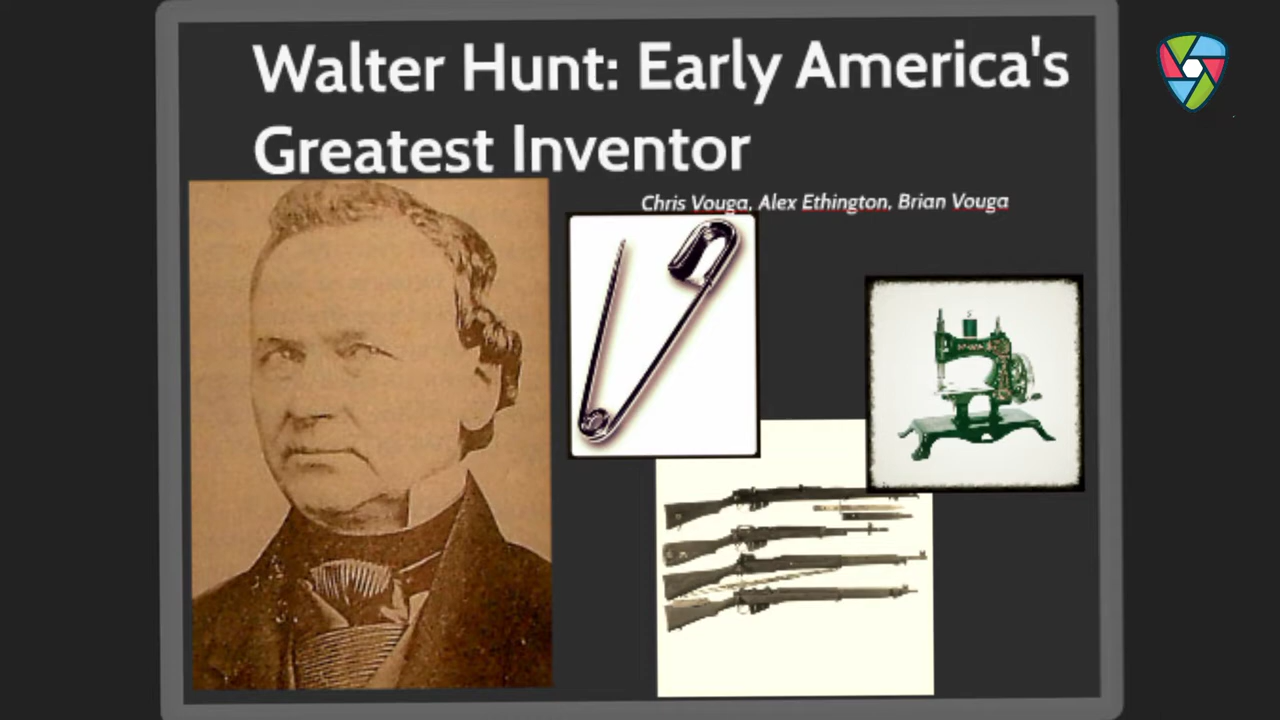 Walter Hunt: Early America's
Greatest Inventor
Chris Vouga, Alex Ethington, Brian Vouga